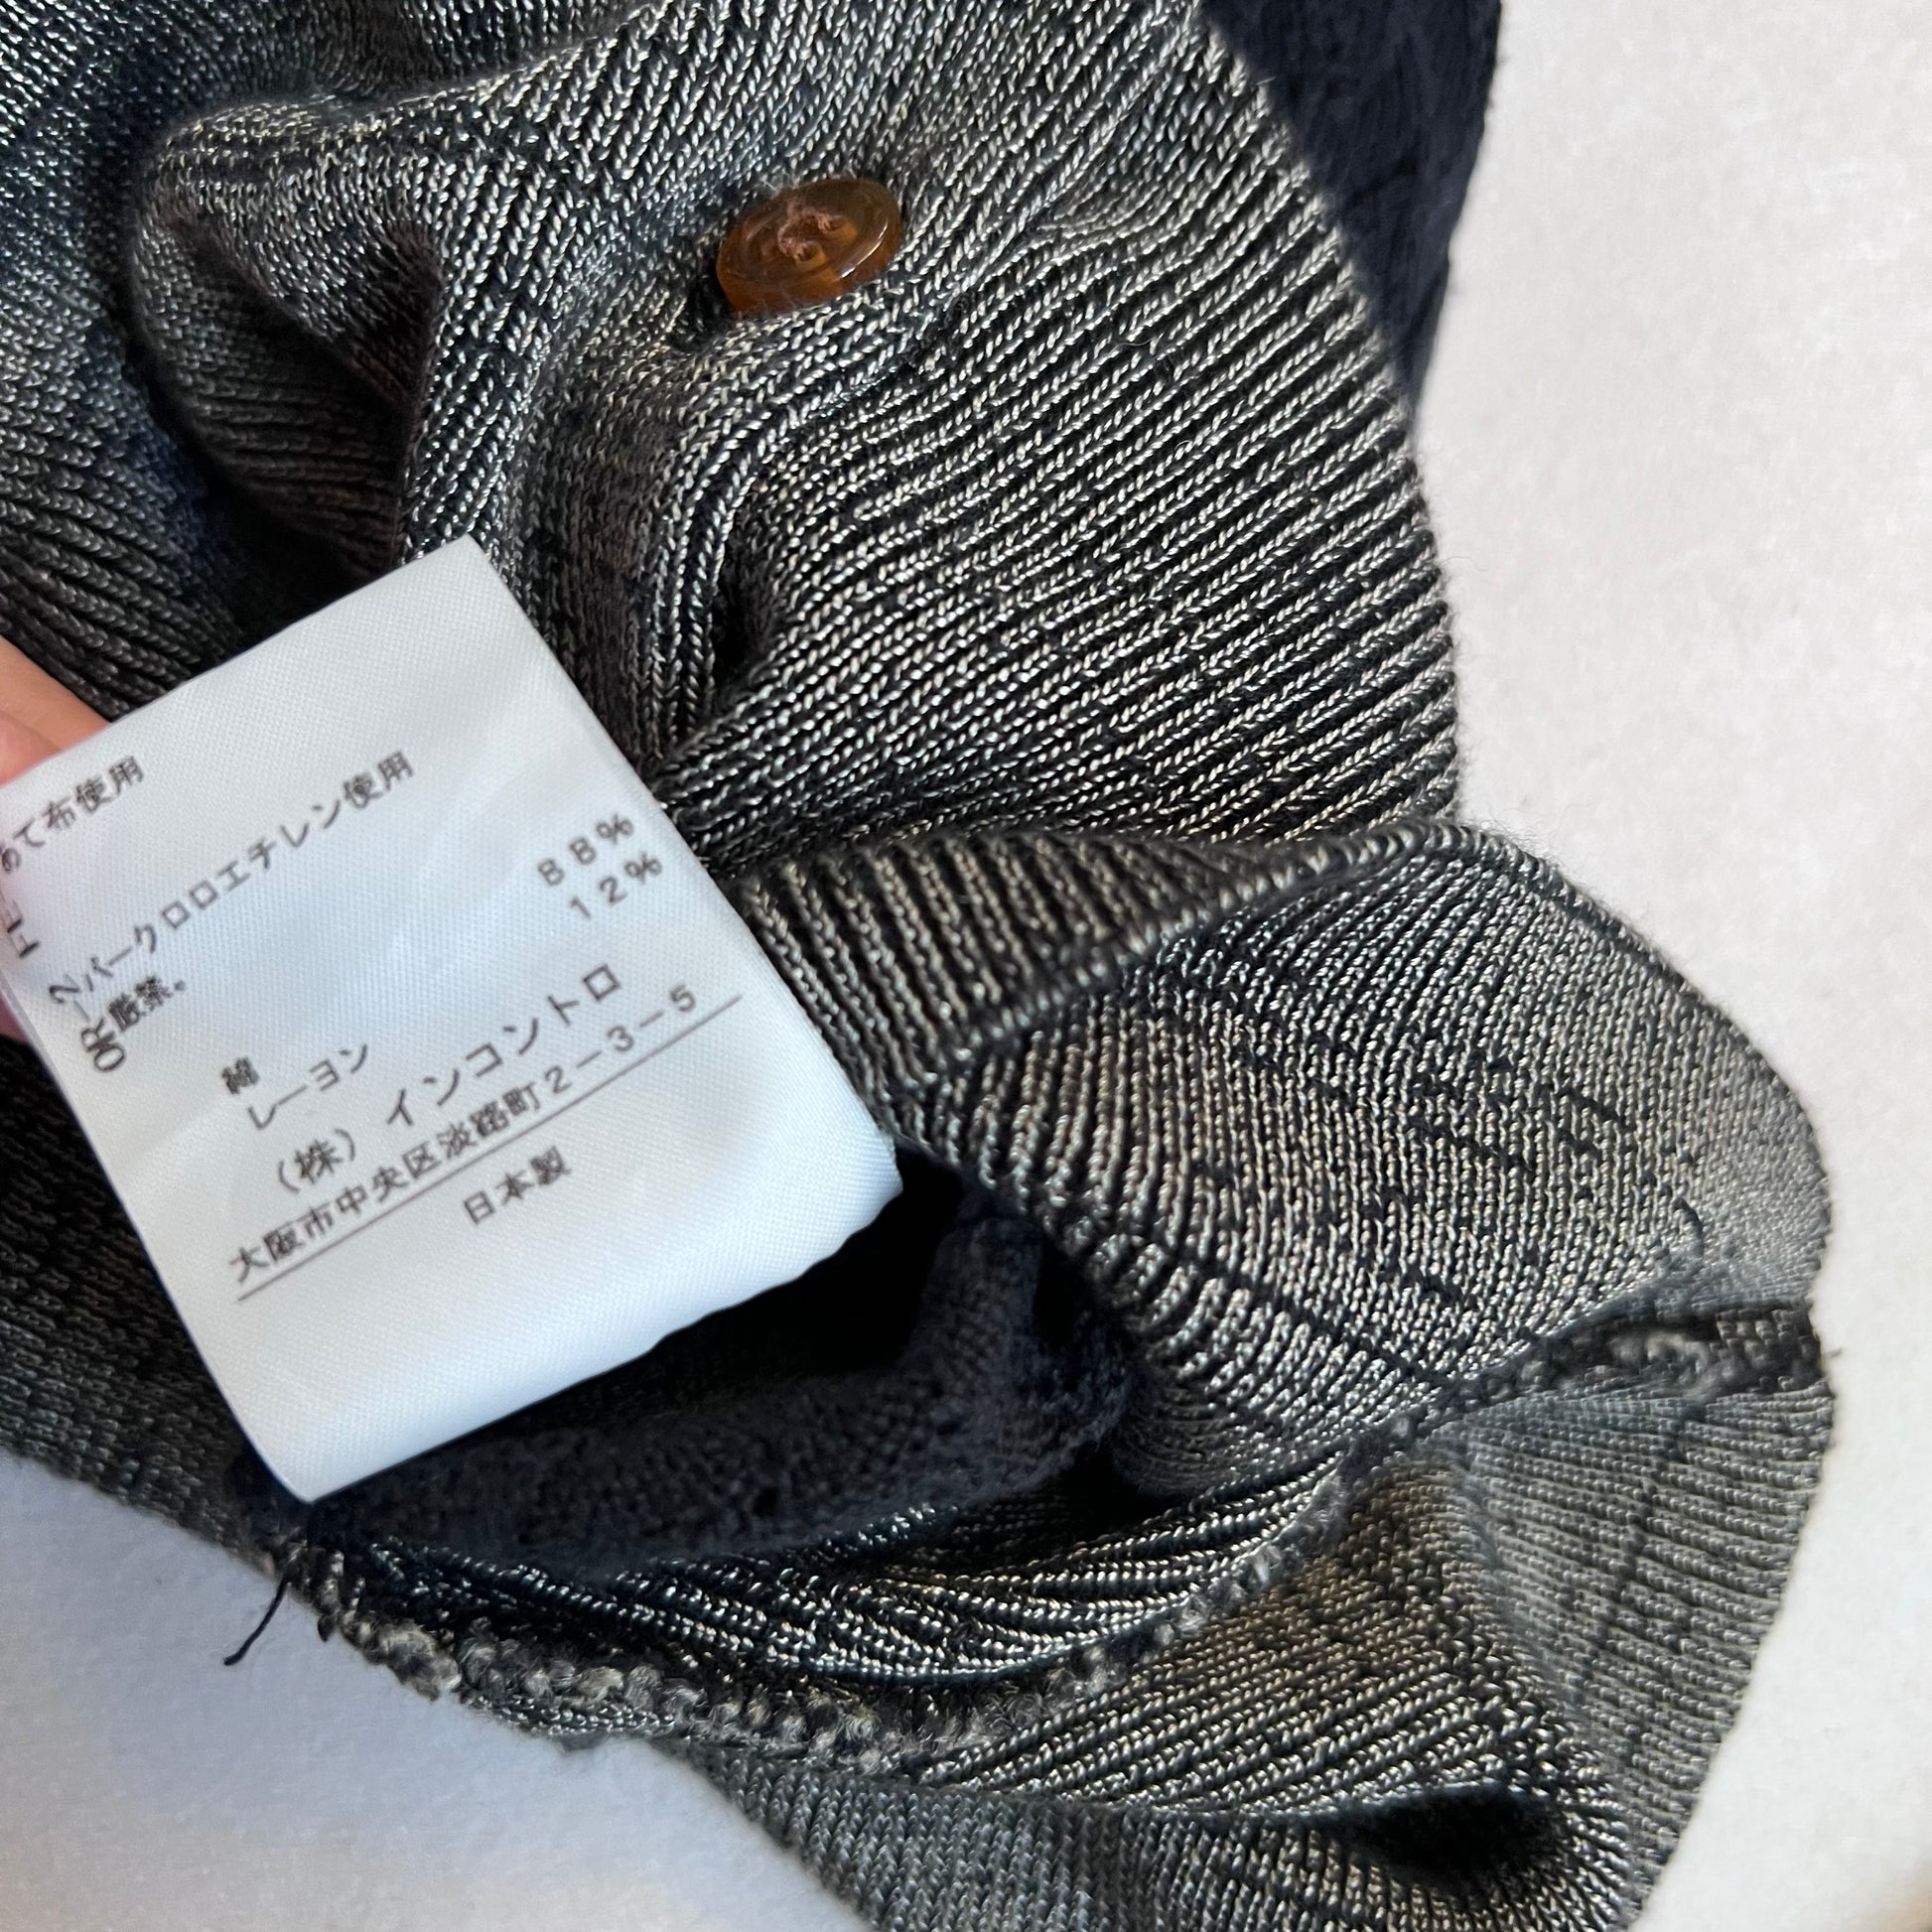 あて布使用
パークロロエチレン使用
OR
厳禁。
綿 88%
レーヨン 12%
(株)インコントロ
大阪市中央区淡路町2-3-5
日本製